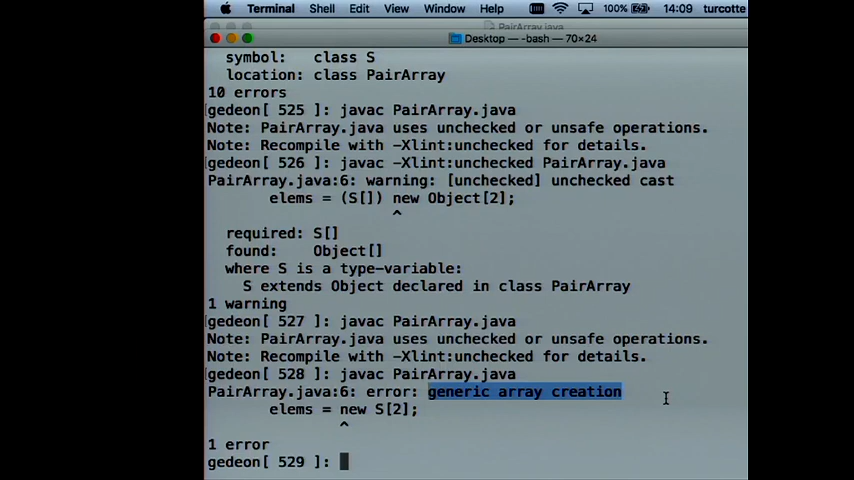 Terminal Shell Edit View Window Help 100% 14:09 turcotte
PairArray.java
Desktop — -bash — 70×24
symbol: class S
location: class PairArray
10 errors
gedeon[ 525 ]: javac PairArray.java
Note: PairArray.java uses unchecked or unsafe operations.
Note: Recompile with -Xlint:unchecked for details.
gedeon[ 526 ]: javac -Xlint:unchecked PairArray.java
PairArray.java:6: warning: [unchecked] unchecked cast
elems = (S[]) new Object[2];
^
required: S[]
found: Object[]
where S is a type-variable:
S extends Object declared in class PairArray
1 warning
gedeon[ 527 ]: javac PairArray.java
Note: PairArray.java uses unchecked or unsafe operations.
Note: Recompile with -Xlint:unchecked for details.
gedeon[ 528 ]: javac PairArray.java
PairArray.java:6: error: generic array creation
elems = new S[2];
^
1 error
gedeon[ 529 ]: